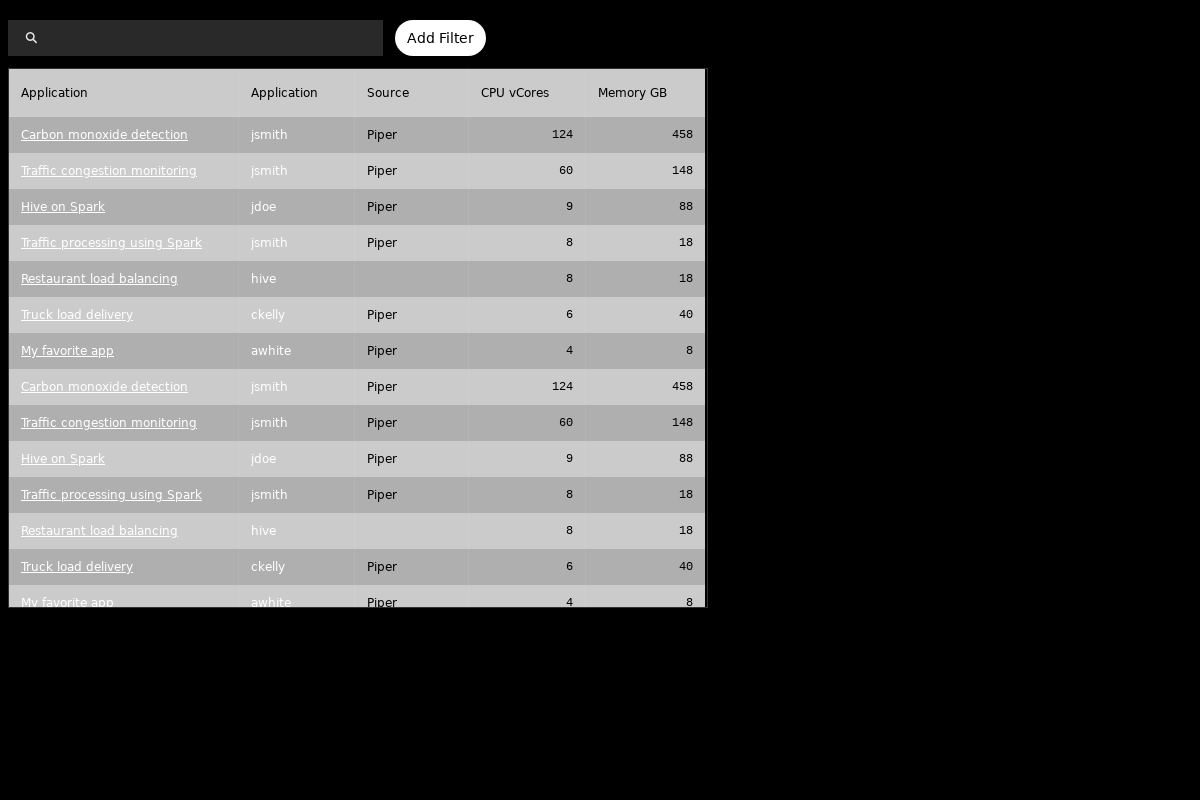 Add Filter
Application Application Source CPU vCores Memory GB
Carbon monoxide detection jsmith Piper 124 458
Traffic congestion monitoring jsmith Piper 60 148
Hive on Spark jdoe Piper 9 88
Traffic processing using Spark jsmith Piper 8 18
Restaurant load balancing hive 8 18
Truck load delivery ckelly Piper 6 40
My favorite app awhite Piper 4 8
Carbon monoxide detection jsmith Piper 124 458
Traffic congestion monitoring jsmith Piper 60 148
Hive on Spark jdoe Piper 9 88
Traffic processing using Spark jsmith Piper 8 18
Restaurant load balancing hive 8 18
Truck load delivery ckelly Piper 6 40
My favorite app awhite Piper 4 8